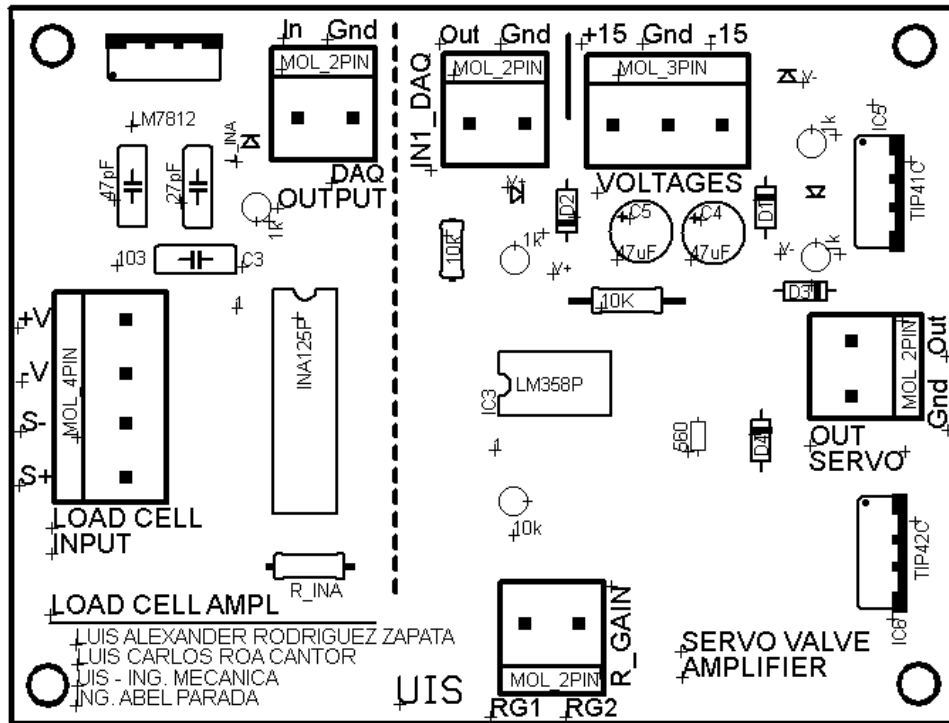 In Gnd
MOL_2PIN
DAQ
OUTPUT
LM7812
V_INA
47pF
27pF
1k
103
C3
1
+V
-V
S-
S+
MOL_4PIN
LOAD CELL
INPUT
INA125P
R_INA
LOAD CELL AMPL
LUIS ALEXANDER RODRIGUEZ ZAPATA
LUIS CARLOS ROA CANTOR
UIS - ING. MECANICA
ING. ABEL PARADA
UIS
Out Gnd
MOL_2PIN
IN1_DAQ
+15 Gnd -15
MOL_3PIN
VOLTAGES
V-
1k
IC5
TIP41C
V+
D2
C5
47uF
C4
47uF
D1
10k
1k
V+
V-
1k
D3
10K
LM358P
IC3
1
MOL_2PIN
Out
Gnd
OUT
SERVO
560
D4
10k
TIP42C
IC6
R_GAIN
MOL_2PIN
RG1 RG2
SERVO VALVE
AMPLIFIER